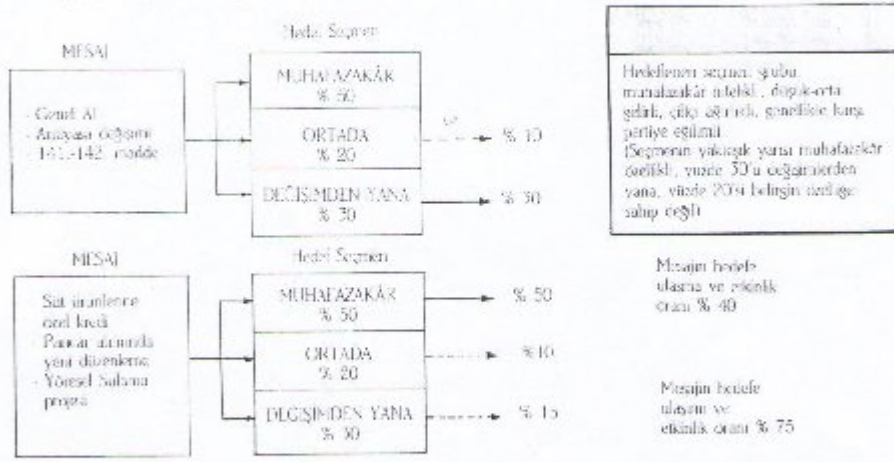 MESAJ
- Genel Af
- Anayasa değişimi
- 141.-142. madde
Hedef Seçmen
MUHAFAZAKÂR
% 50
ORTADA
% 20
% 10
DEĞİŞİMDEN YANA
% 30
% 30
Hedeflenen seçmen grubu
muhafazakâr nitelikli, düşük-orta
gelirli, çiftçi ağırlıklı, genellikle karşı
partiye eğilimli
(Seçmenin yaklaşık yarısı muhafazakâr
özellikli, yüzde 30'u değişimlerden
yana, yüzde 20'si belirgin özelliğe
sahip değil)
MESAJ
Süt ürünlerine
özel kredi
- Pancar alımında
yeni düzenleme
- Yöresel Sulama
projesi
Hedef Seçmen
MUHAFAZAKÂR
% 50
% 50
ORTADA
% 20
%10
DEĞİŞİMDEN YANA
% 30
% 15
Mesajın hedefe
ulaşma ve etkinlik
oranı % 40
Mesajın hedefe
ulaşım ve
etkinlik oranı % 75